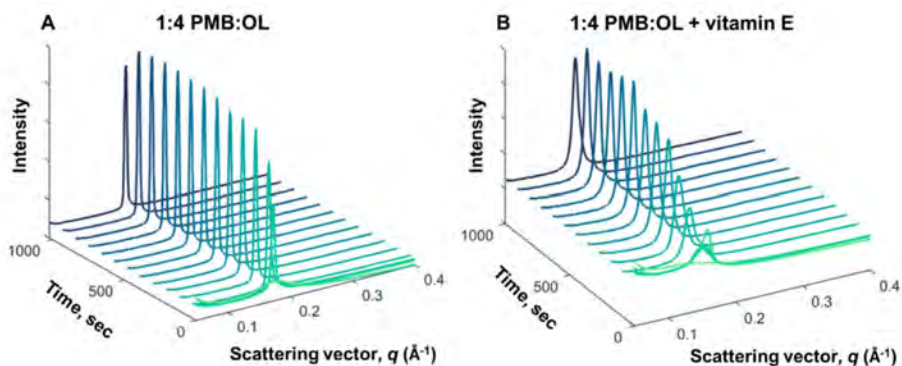 A 1:4 PMB:OL
Intensity
1000
500
0
Time, sec
0.1
0.2
0.3
0.4
Scattering vector, q (Å-1)
B 1:4 PMB:OL + vitamin E
Intensity
1000
500
0
Time, sec
0.1
0.2
0.3
0.4
Scattering vector, q (Å-1)